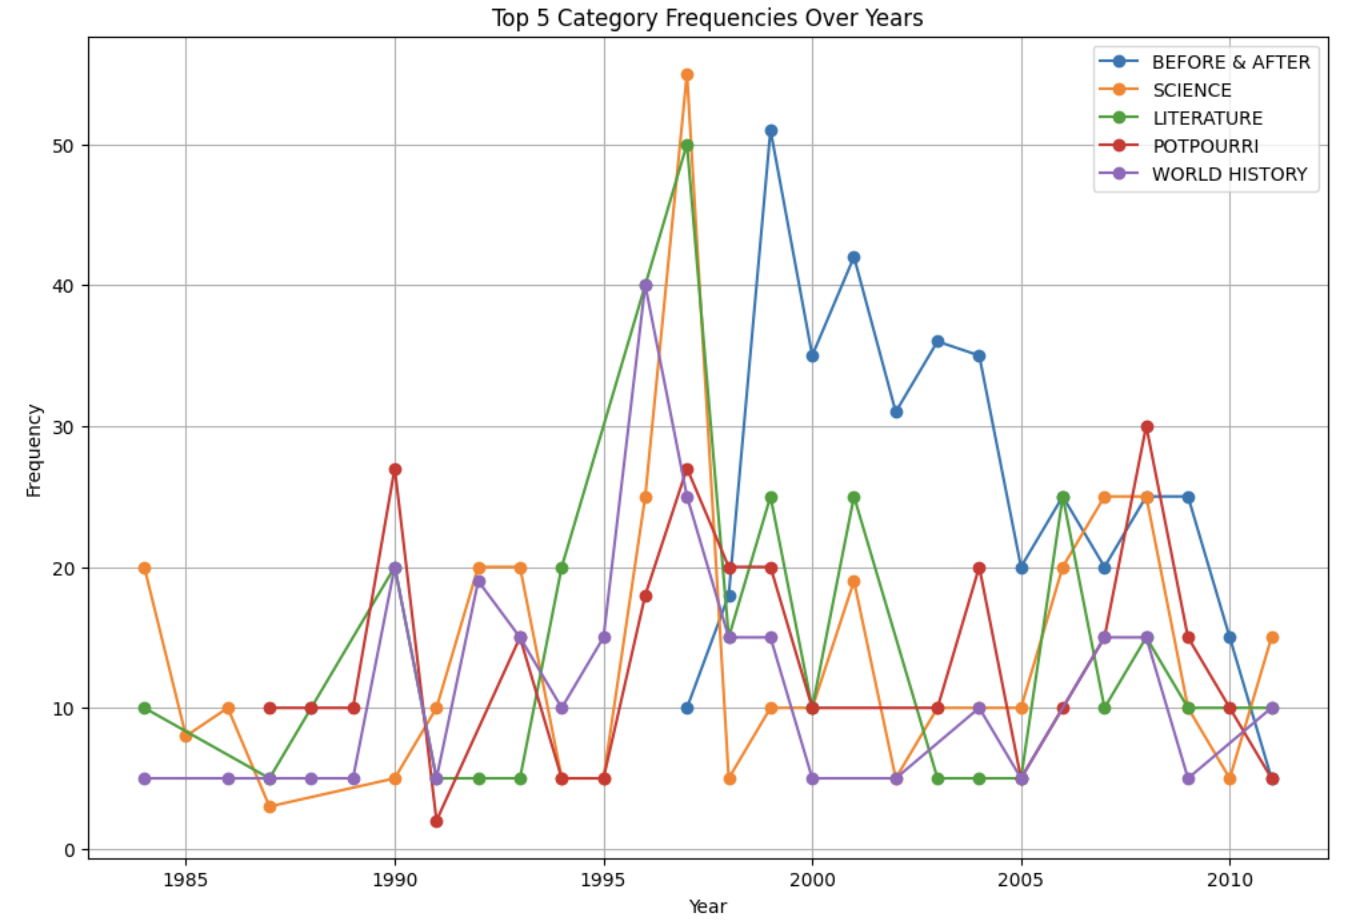 Top 5 Category Frequencies Over Years
BEFORE & AFTER
SCIENCE
LITERATURE
POTPOURRI
WORLD HISTORY
Frequency
50
40
30
20
10
0
1985 1990 1995 2000 2005 2010
Year